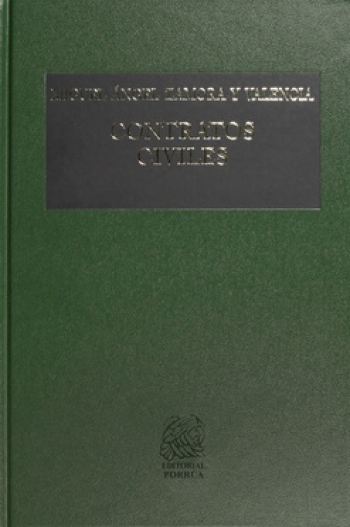 MIGUEL ÁNGEL ZAMORA Y VALENCIA
CONTRATOS
CIVILES
EDITORIAL
PORRÚA